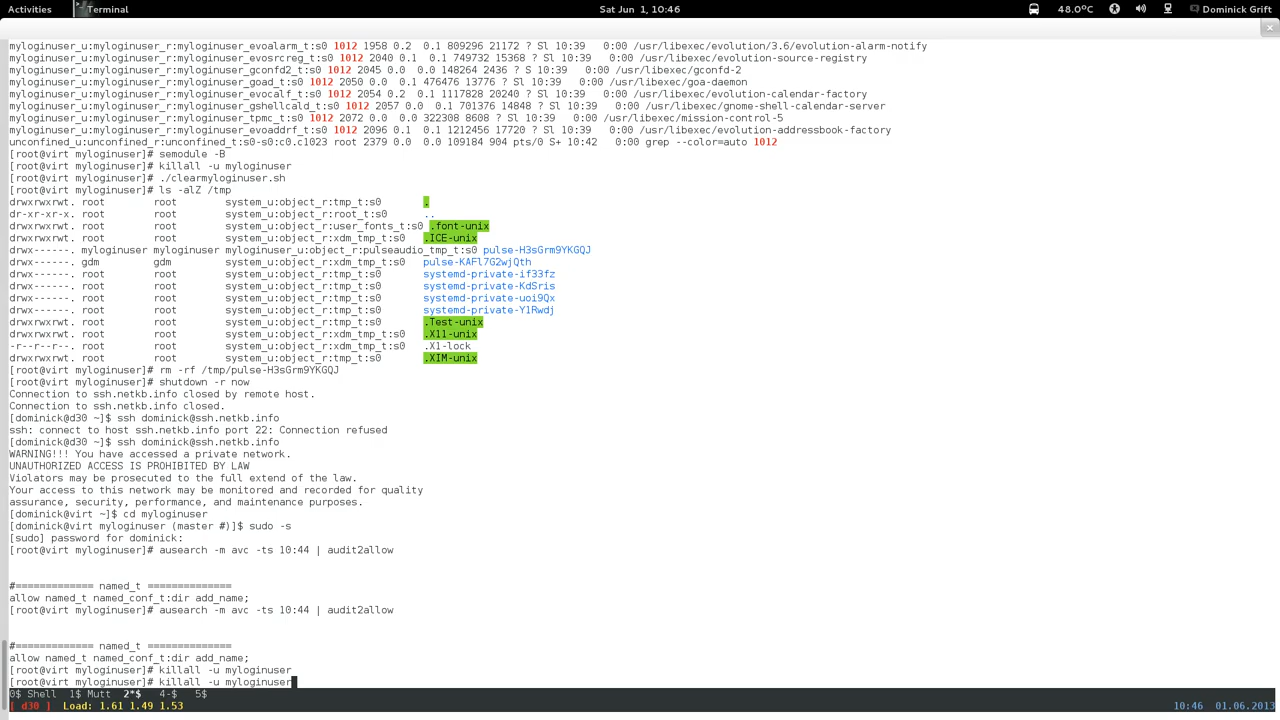 Activities Terminal Sat Jun 1, 10:46 48.0°C Dominick Grift
myloginuser_u:myloginuser_r:myloginuser_evoalarm_t:s0 1012 1958 0.2 0.1 809296 21172 ? Sl 10:39 0:00 /usr/libexec/evolution/3.6/evolution-alarm-notify
myloginuser_u:myloginuser_r:myloginuser_evosrcreg_t:s0 1012 2040 0.1 0.1 749732 15368 ? Sl 10:39 0:00 /usr/libexec/evolution-source-registry
myloginuser_u:myloginuser_r:myloginuser_gconfd2_t:s0 1012 2045 0.0 0.0 148264 2436 ? S 10:39 0:00 /usr/libexec/gconfd-2
myloginuser_u:myloginuser_r:myloginuser_goad_t:s0 1012 2050 0.0 0.1 476476 13776 ? Sl 10:39 0:00 /usr/libexec/goa-daemon
myloginuser_u:myloginuser_r:myloginuser_evocalf_t:s0 1012 2054 0.2 0.1 1117828 20240 ? Sl 10:39 0:00 /usr/libexec/evolution-calendar-factory
myloginuser_u:myloginuser_r:myloginuser_gshellcald_t:s0 1012 2057 0.0 0.1 701376 14848 ? Sl 10:39 0:00 /usr/libexec/gnome-shell-calendar-server
myloginuser_u:myloginuser_r:myloginuser_tpmc_t:s0 1012 2072 0.0 0.0 322308 8608 ? Sl 10:39 0:00 /usr/libexec/mission-control-5
myloginuser_u:myloginuser_r:myloginuser_evoaddrf_t:s0 1012 2096 0.1 0.1 1212456 17720 ? Sl 10:39 0:00 /usr/libexec/evolution-addressbook-factory
unconfined_u:unconfined_r:unconfined_t:s0-s0:c0.c1023 root 2379 0.0 0.0 109184 904 pts/0 S+ 10:42 0:00 grep --color=auto 1012
[root@virt myloginuser]# semodule -B
[root@virt myloginuser]# killall -u myloginuser
[root@virt myloginuser]# ./clearmyloginuser.sh
[root@virt myloginuser]# ls -alZ /tmp
drwxrwxrwt. root root system_u:object_r:tmp_t:s0 .
dr-xr-xr-x. root root system_u:object_r:root_t:s0 ..
drwxrwxrwt. root root system_u:object_r:user_fonts_t:s0 .font-unix
drwxrwxrwt. root root system_u:object_r:xdm_tmp_t:s0 .ICE-unix
drwx------. myloginuser myloginuser myloginuser_u:object_r:pulseaudio_tmp_t:s0 pulse-H3sGrm9YKGQJ
drwx------. gdm gdm system_u:object_r:xdm_tmp_t:s0 pulse-KAFl7G2wjQth
drwx------. root root system_u:object_r:tmp_t:s0 systemd-private-if33fz
drwx------. root root system_u:object_r:tmp_t:s0 systemd-private-KdSris
drwx------. root root system_u:object_r:tmp_t:s0 systemd-private-uoi9Qx
drwx------. root root system_u:object_r:tmp_t:s0 systemd-private-Y1Rwdj
drwxrwxrwt. root root system_u:object_r:tmp_t:s0 .Test-unix
drwxrwxrwt. root root system_u:object_r:xdm_tmp_t:s0 .X11-unix
-r--r--r--. root root system_u:object_r:xdm_tmp_t:s0 .X1-lock
drwxrwxrwt. root root system_u:object_r:tmp_t:s0 .XIM-unix
[root@virt myloginuser]# rm -rf /tmp/pulse-H3sGrm9YKGQJ
[root@virt myloginuser]# shutdown -r now
Connection to ssh.netkb.info closed by remote host.
Connection to ssh.netkb.info closed.
[dominick@d30 ~]$ ssh dominick@ssh.netkb.info
ssh: connect to host ssh.netkb.info port 22: Connection refused
[dominick@d30 ~]$ ssh dominick@ssh.netkb.info
WARNING!!! You have accessed a private network.
UNAUTHORIZED ACCESS IS PROHIBITED BY LAW
Violators may be prosecuted to the full extend of the law.
Your access to this network may be monitored and recorded for quality
assurance, security, performance, and maintenance purposes.
[dominick@virt ~]$ cd myloginuser
[dominick@virt myloginuser (master #)]$ sudo -s
[sudo] password for dominick:
[root@virt myloginuser]# ausearch -m avc -ts 10:44 | audit2allow
#============= named_t ==============
allow named_t named_conf_t:dir add_name;
[root@virt myloginuser]# ausearch -m avc -ts 10:44 | audit2allow
#============= named_t ==============
allow named_t named_conf_t:dir add_name;
[root@virt myloginuser]# killall -u myloginuser
[root@virt myloginuser]# killall -u myloginuser
0$ Shell 1$ Mutt 2*$ 4-$ 5$
[ d30 ] Load: 1.61 1.49 1.53 10:46 01.06.2013